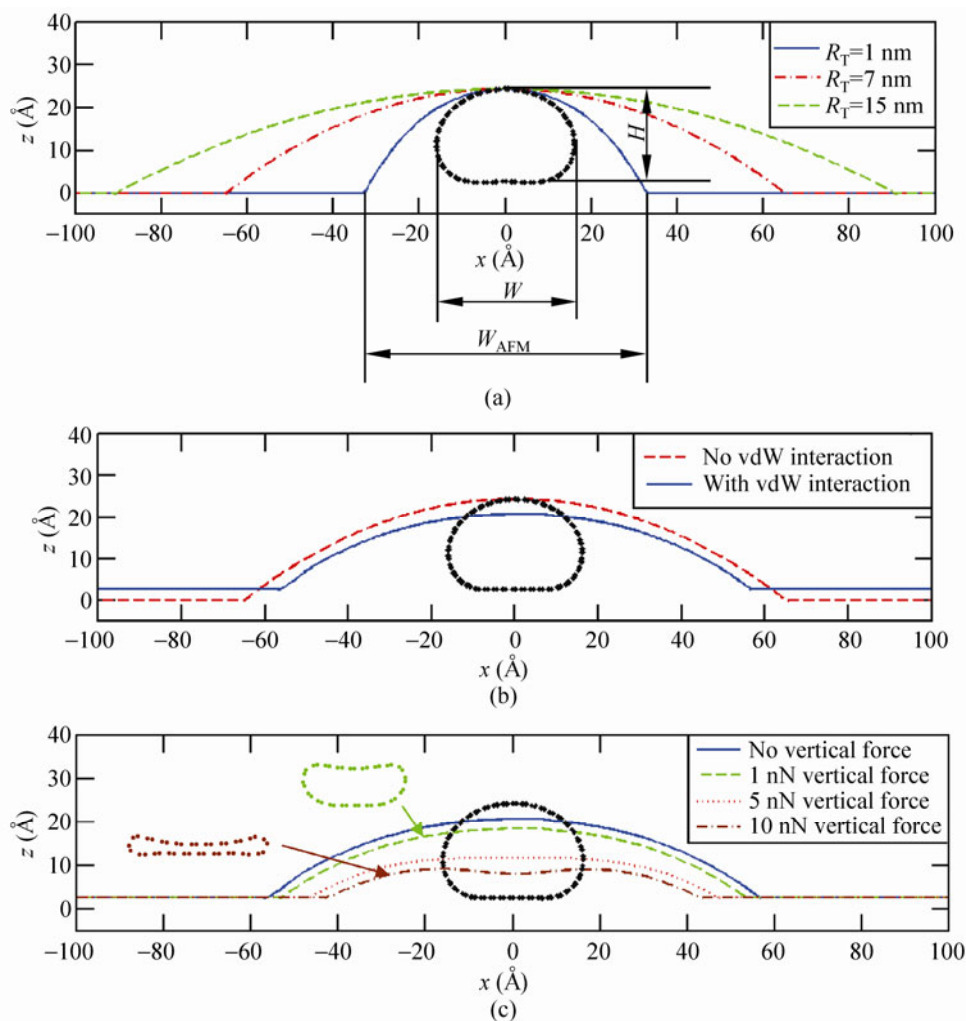 40
30
20
10
0
z (Å)
R_T=1 nm
R_T=7 nm
R_T=15 nm
H
−100 −80 −60 −40 −20 0 20 40 60 80 100
x (Å)
W
W_AFM
(a)
40
30
20
10
0
z (Å)
No vdW interaction
With vdW interaction
−100 −80 −60 −40 −20 0 20 40 60 80 100
x (Å)
(b)
40
30
20
10
0
z (Å)
No vertical force
1 nN vertical force
5 nN vertical force
10 nN vertical force
−100 −80 −60 −40 −20 0 20 40 60 80 100
x (Å)
(c)